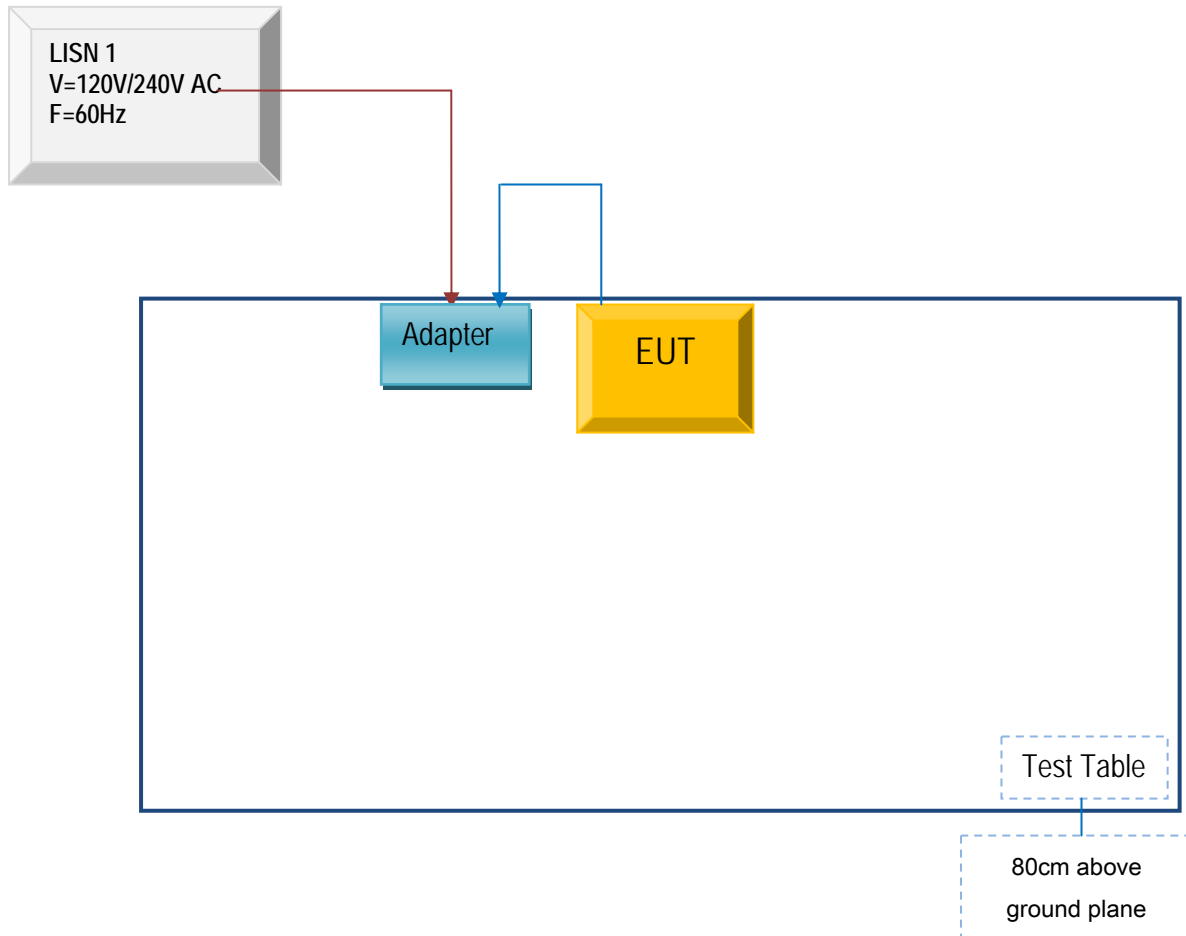 LISN 1
V=120V/240V AC
F=60Hz
Adapter
EUT
Test Table
80cm above
ground plane